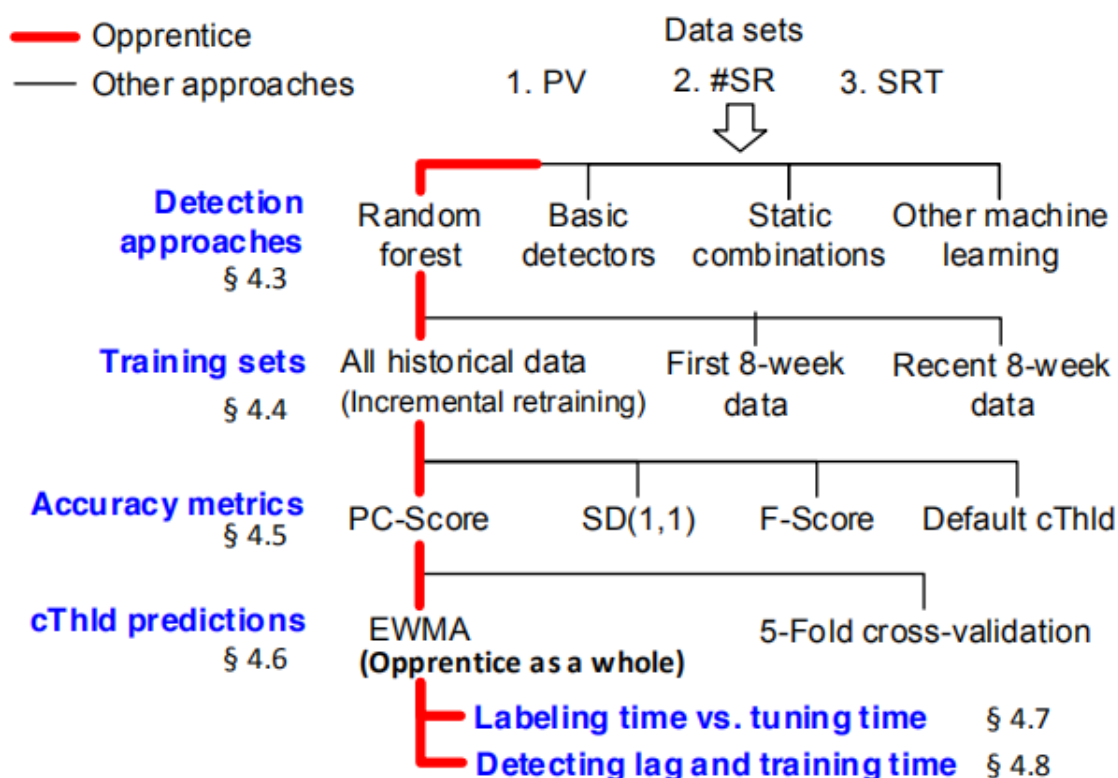 Opprentice
Other approaches
Data sets
1. PV 2. #SR 3. SRT
Detection approaches
§ 4.3
Random forest
Basic detectors
Static combinations
Other machine learning
Training sets
§ 4.4
All historical data
(Incremental retraining)
First 8-week data
Recent 8-week data
Accuracy metrics
§ 4.5
PC-Score
SD(1,1)
F-Score
Default cThld
cThld predictions
§ 4.6
EWMA
(Opprentice as a whole)
5-Fold cross-validation
Labeling time vs. tuning time § 4.7
Detecting lag and training time § 4.8